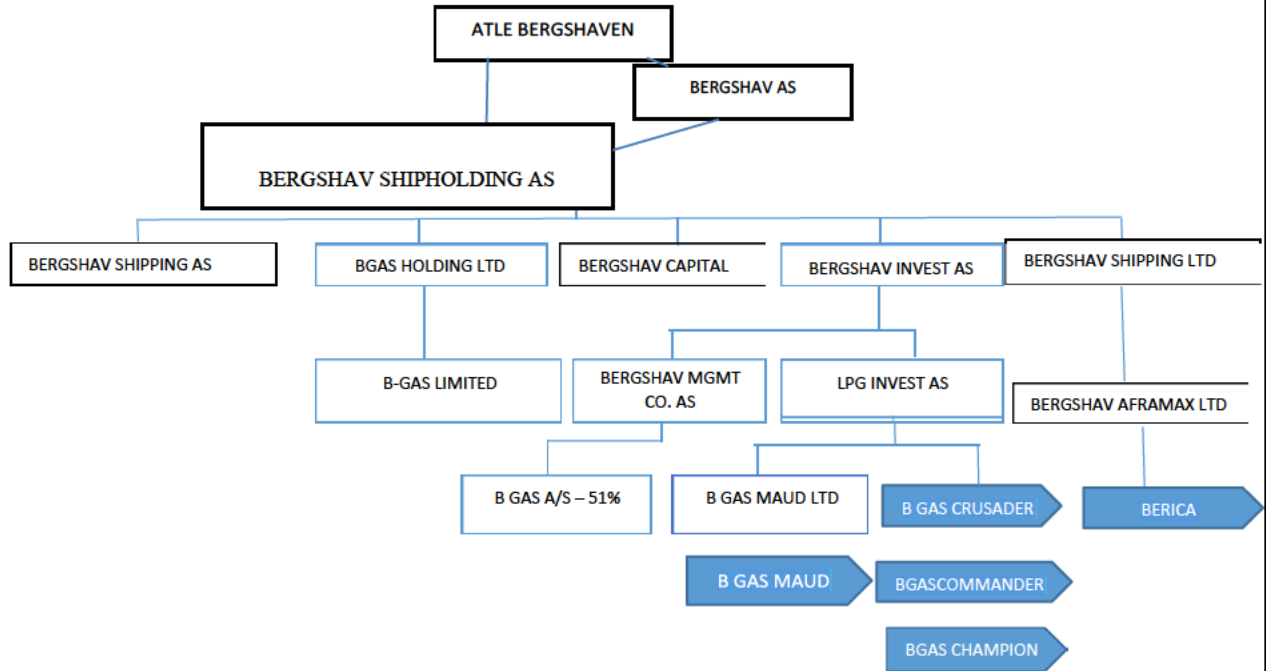 ATLE BERGSHAVEN
BERGSHAV AS
BERGSHAV SHIPHOLDING AS
BERGSHAV SHIPPING AS
BGAS HOLDING LTD
BERGSHAV CAPITAL
BERGSHAV INVEST AS
BERGSHAV SHIPPING LTD
B-GAS LIMITED
BERGSHAV MGMT
CO. AS
LPG INVEST AS
BERGSHAV AFRAMAX LTD
B GAS A/S – 51%
B GAS MAUD LTD
B GAS CRUSADER
BERICA
B GAS MAUD
BGASCOMMANDER
BGAS CHAMPION